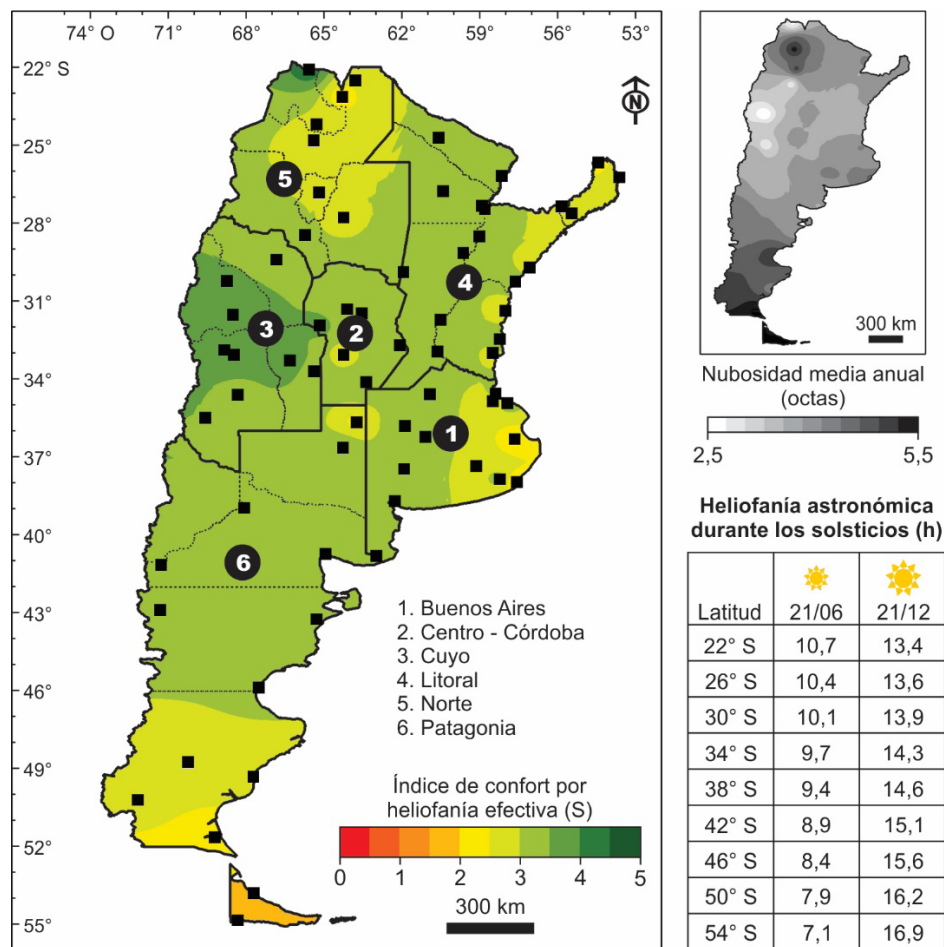 74° O 71° 68° 65° 62° 59° 56° 53°
22° S
25°
28°
31°
34°
37°
40°
43°
46°
49°
52°
55°
N
5
4
3
2
1
6
1. Buenos Aires
2. Centro - Córdoba
3. Cuyo
4. Litoral
5. Norte
6. Patagonia
Índice de confort por
heliofanía efectiva (S)
0 1 2 3 4 5
300 km
300 km
Nubosidad media anual
(octas)
2,5 5,5
Heliofanía astronómica
durante los solsticios (h)
Latitud 21/06 21/12
22° S 10,7 13,4
26° S 10,4 13,6
30° S 10,1 13,9
34° S 9,7 14,3
38° S 9,4 14,6
42° S 8,9 15,1
46° S 8,4 15,6
50° S 7,9 16,2
54° S 7,1 16,9